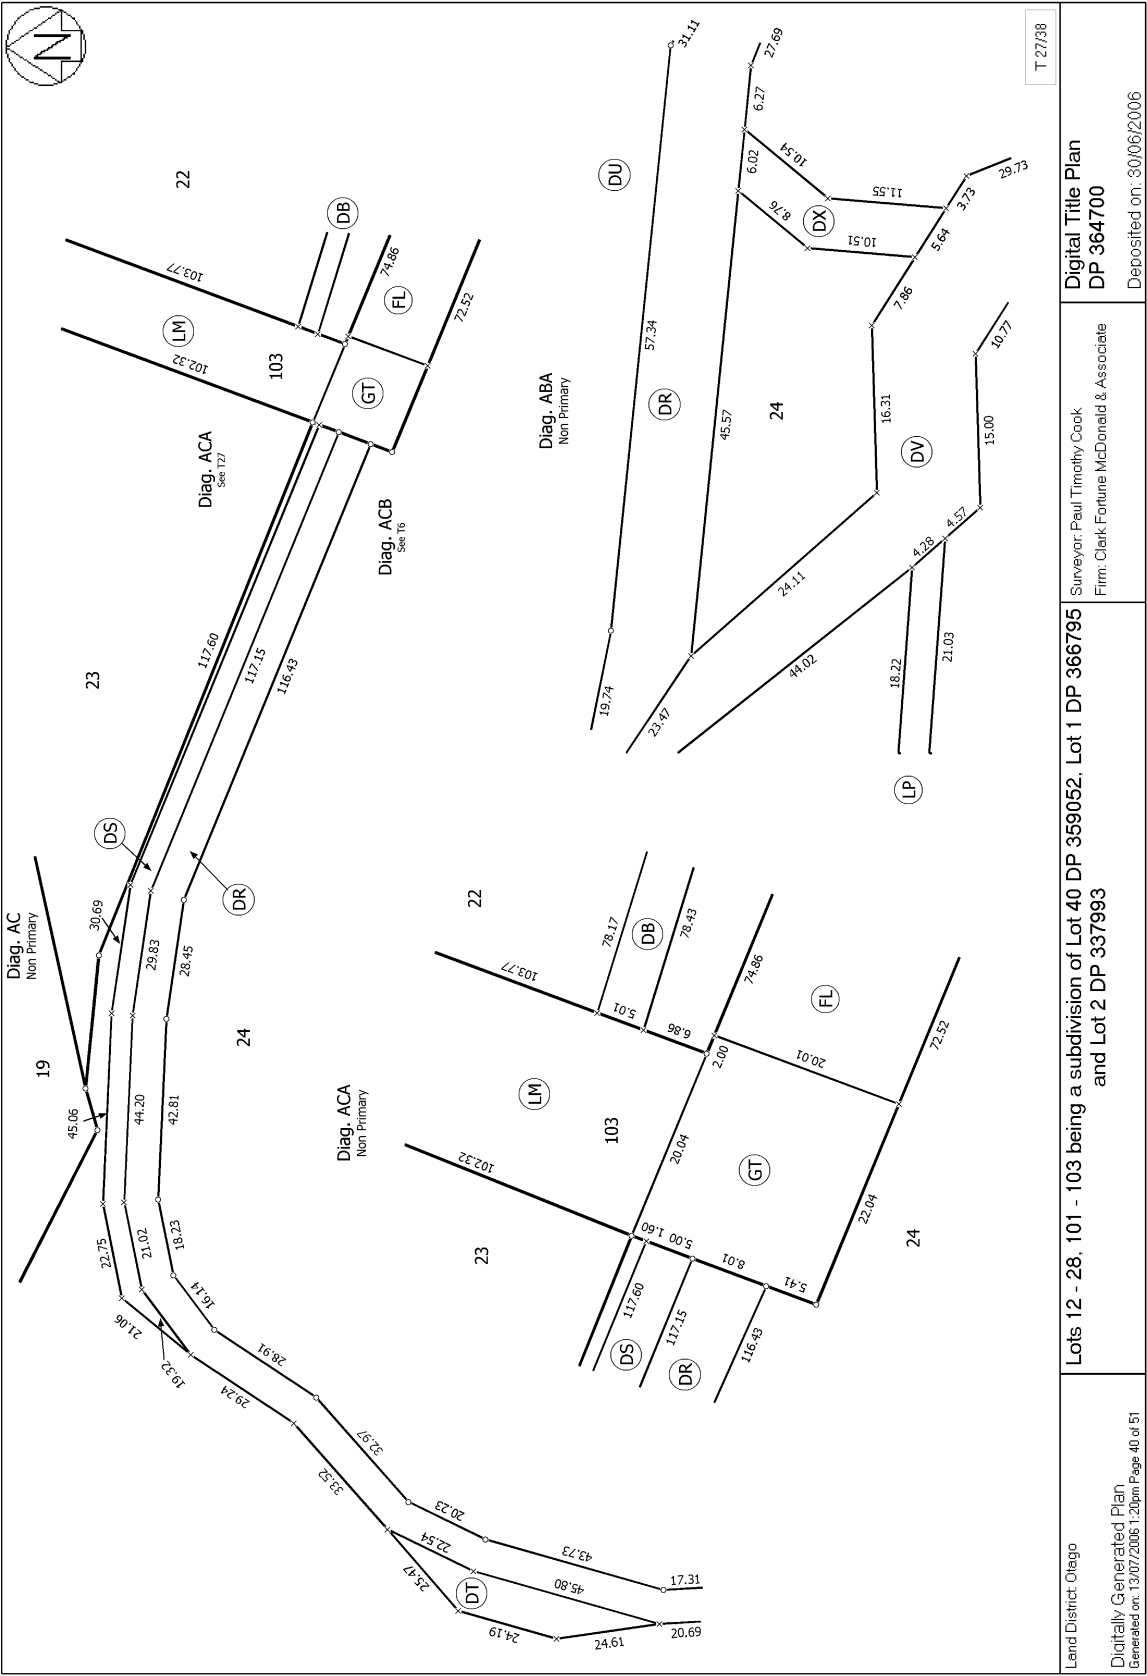 N
T 27/38
Diag. AC
Non Primary
19
22
23
24
103
LM
DB
FL
GT
DS
DR
DT
103.77
102.32
74.86
72.52
117.60
117.15
116.43
30.69
29.83
28.45
45.06
44.20
42.81
22.75
21.02
18.23
21.06
19.32
16.14
29.24
28.91
33.52
32.97
25.47
22.54
20.23
24.19
45.80
43.73
24.61
20.69
17.31
Diag. ACA
See T27
Diag. ACB
See T6
Diag. ACA
Non Primary
22
23
24
103
LM
DB
FL
GT
DS
DR
103.77
102.32
78.17
78.43
5.01
6.86
2.00
74.86
20.04
20.01
72.52
22.04
1.60
5.00
8.01
5.41
117.60
117.15
116.43
Diag. ABA
Non Primary
DU
DR
DX
DV
LP
24
31.11
27.69
6.27
6.02
10.54
8.76
11.55
10.51
29.73
3.73
5.64
7.86
57.34
45.57
16.31
10.77
15.00
4.57
4.28
24.11
44.02
19.74
23.47
18.22
21.03
Land District: Otago
Digitally Generated Plan
Generated on: 13/07/2006 1:20pm Page 40 of 51
Lots 12 - 28, 101 - 103 being a subdivision of Lot 40 DP 359052, Lot 1 DP 366795
and Lot 2 DP 337993
Surveyor: Paul Timothy Cook
Firm: Clark Fortune McDonald & Associate
Digital Title Plan
DP 364700
Deposited on: 30/06/2006